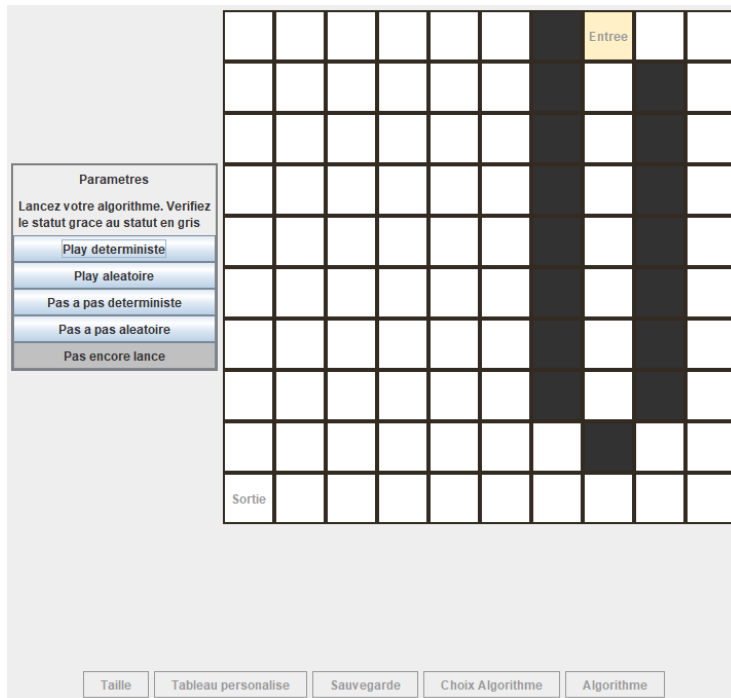 Entree
Parametres
Lancez votre algorithme. Verifiez
le statut grace au statut en gris
Play deterministe
Play aleatoire
Pas a pas deterministe
Pas a pas aleatoire
Pas encore lance
Sortie
Taille
Tableau personalise
Sauvegarde
Choix Algorithme
Algorithme